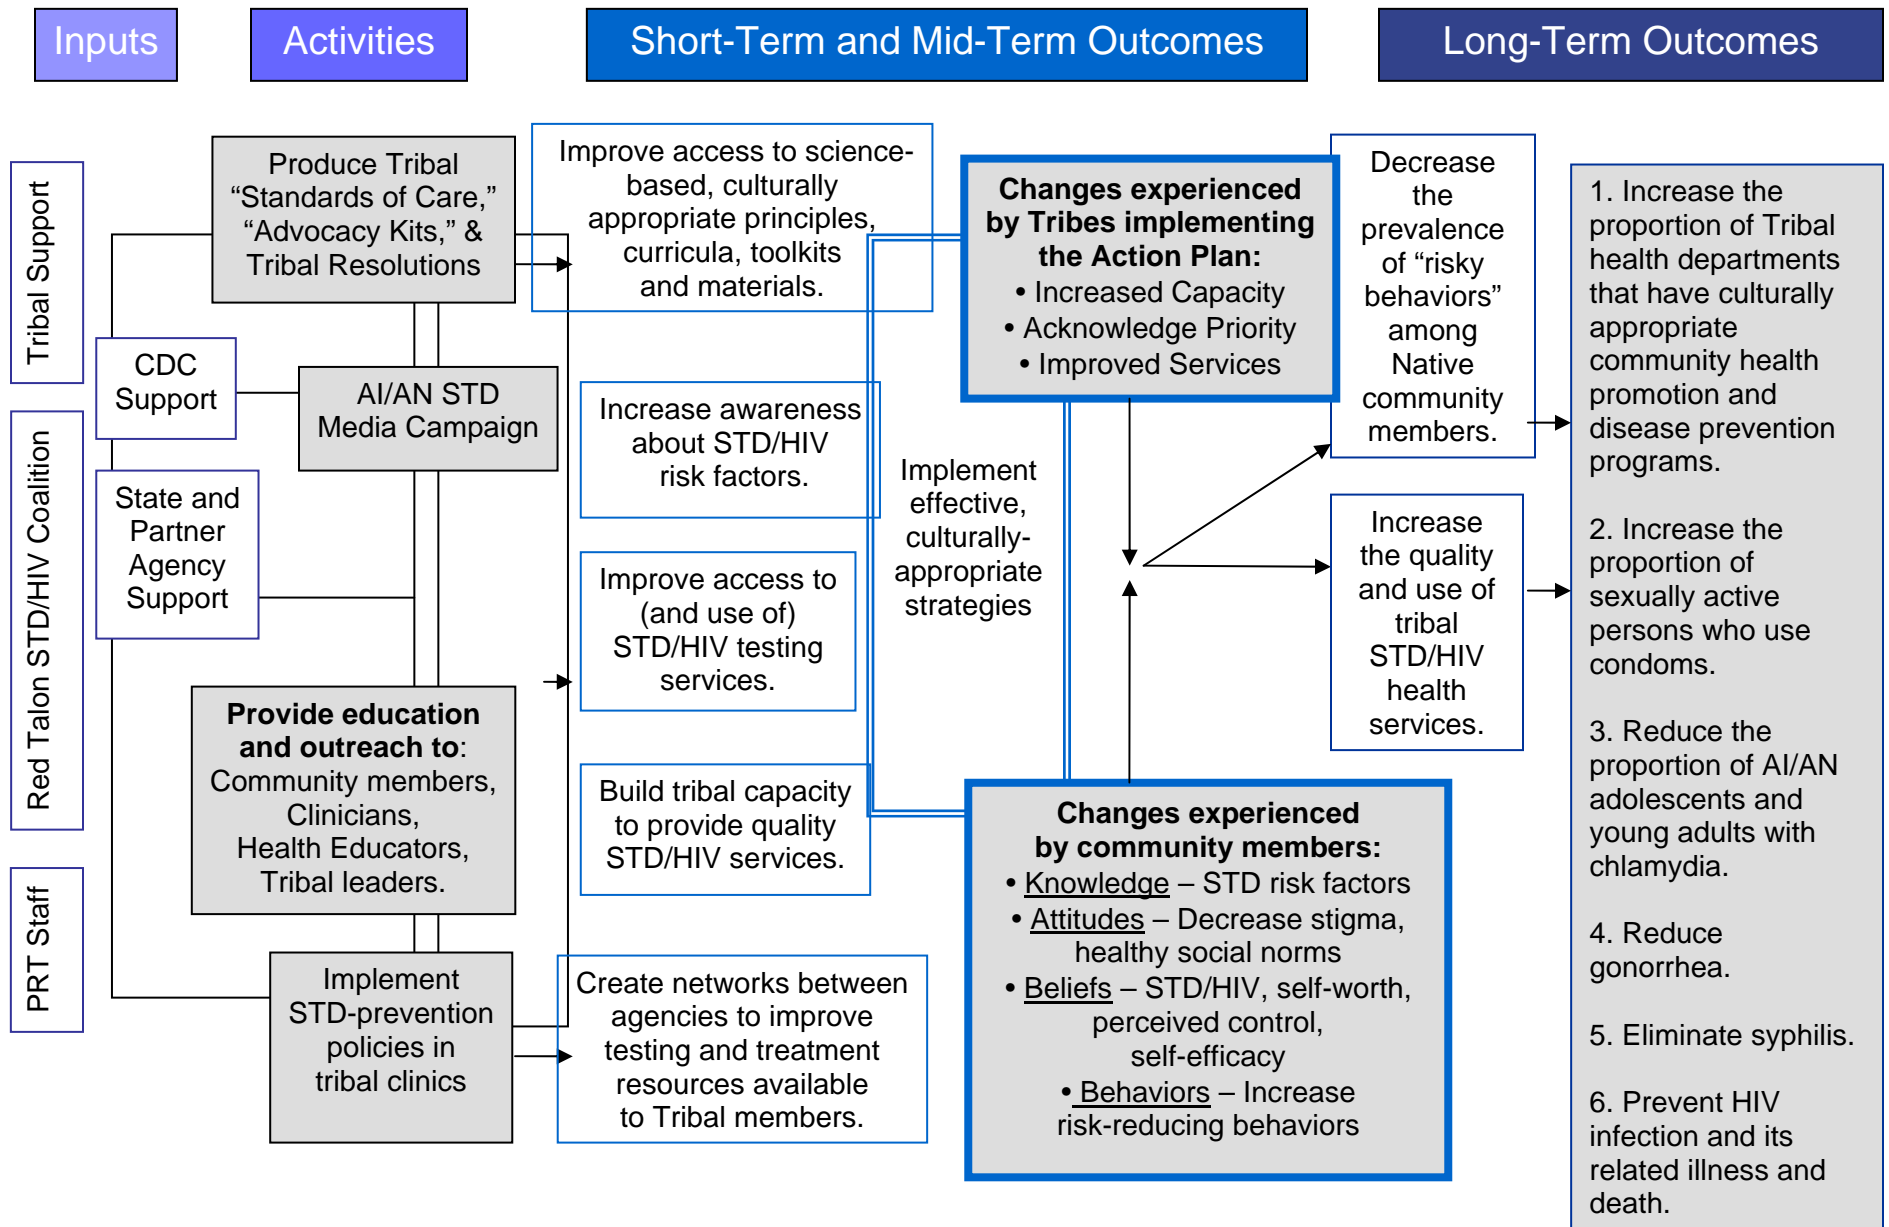 Inputs
Activities
Short-Term and Mid-Term Outcomes
Long-Term Outcomes
Tribal Support
Red Talon STD/HIV Coalition
PRT Staff
CDC
Support
State and
Partner
Agency
Support
Produce Tribal
“Standards of Care,”
“Advocacy Kits,” &
Tribal Resolutions
AI/AN STD
Media Campaign
Provide education
and outreach to:
Community members,
Clinicians,
Health Educators,
Tribal leaders.
Implement
STD-prevention
policies in
tribal clinics
Improve access to science-
based, culturally
appropriate principles,
curricula, toolkits
and materials.
Increase awareness
about STD/HIV
risk factors.
Improve access to
(and use of)
STD/HIV testing
services.
Build tribal capacity
to provide quality
STD/HIV services.
Create networks between
agencies to improve
testing and treatment
resources available
to Tribal members.
Implement
effective,
culturally-
appropriate
strategies
Changes experienced
by Tribes implementing
the Action Plan:
• Increased Capacity
• Acknowledge Priority
• Improved Services
Changes experienced
by community members:
• Knowledge – STD risk factors
• Attitudes – Decrease stigma,
healthy social norms
• Beliefs – STD/HIV, self-worth,
perceived control,
self-efficacy
• Behaviors – Increase
risk-reducing behaviors
Decrease
the
prevalence
of “risky
behaviors”
among
Native
community
members.
Increase
the quality
and use of
tribal
STD/HIV
health
services.
1. Increase the
proportion of Tribal
health departments
that have culturally
appropriate
community health
promotion and
disease prevention
programs.
2. Increase the
proportion of
sexually active
persons who use
condoms.
3. Reduce the
proportion of AI/AN
adolescents and
young adults with
chlamydia.
4. Reduce
gonorrhea.
5. Eliminate syphilis.
6. Prevent HIV
infection and its
related illness and
death.